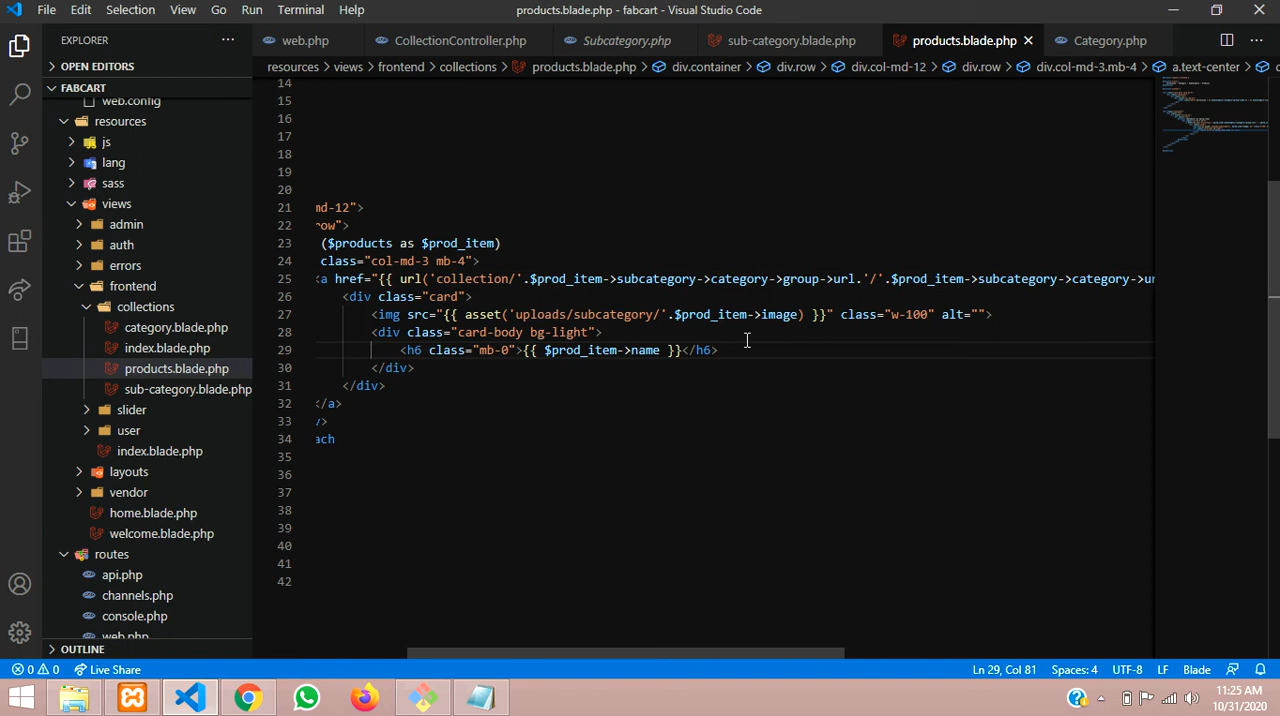 File Edit Selection View Go Run Terminal Help
products.blade.php - fabcart - Visual Studio Code
EXPLORER
web.php
CollectionController.php
Subcategory.php
sub-category.blade.php
products.blade.php
Category.php
OPEN EDITORS
resources > views > frontend > collections > products.blade.php > div.container > div.row > div.col-md-12 > div.row > div.col-md-3.mb-4 > a.text-center >
FABCART
web.config
resources
js
lang
sass
views
admin
auth
errors
frontend
collections
category.blade.php
index.blade.php
products.blade.php
sub-category.blade.php
slider
user
index.blade.php
layouts
vendor
home.blade.php
welcome.blade.php
routes
api.php
channels.php
console.php
web.php
OUTLINE
14
15
16
17
18
19
20
21 md-12">
22 row">
23 ($products as $prod_item)
24 class="col-md-3 mb-4">
25 <a href="{{ url('collection/'.$prod_item->subcategory->category->group->url.'/'.$prod_item->subcategory->category->ur
26 <div class="card">
27 <img src="{{ asset('uploads/subcategory/'.$prod_item->image) }}" class="w-100" alt="">
28 <div class="card-body bg-light">
29 <h6 class="mb-0">{{ $prod_item->name }}</h6>
30 </div>
31 </div>
32 </a>
33 v>
34 ach
35
36
37
38
39
40
41
42
0 0 Live Share
Ln 29, Col 81 Spaces: 4 UTF-8 LF Blade
11:25 AM
10/31/2020